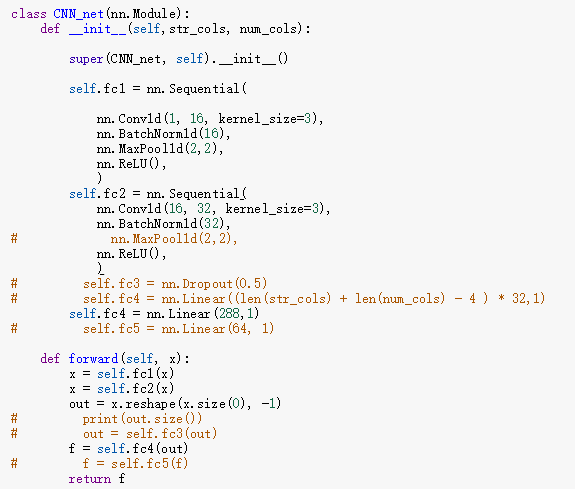 class CNN_net(nn.Module):
    def __init__(self,str_cols, num_cols):
        super(CNN_net, self).__init__()
        self.fc1 = nn.Sequential(
            nn.Conv1d(1, 16, kernel_size=3),
            nn.BatchNorm1d(16),
            nn.MaxPool1d(2,2),
            nn.ReLU(),
            )
        self.fc2 = nn.Sequential(
            nn.Conv1d(16, 32, kernel_size=3),
            nn.BatchNorm1d(32),
#             nn.MaxPool1d(2,2),
            nn.ReLU(),
            )
#         self.fc3 = nn.Dropout(0.5)
#         self.fc4 = nn.Linear((len(str_cols) + len(num_cols) - 4 ) * 32,1)
        self.fc4 = nn.Linear(288,1)
#         self.fc5 = nn.Linear(64, 1)
    def forward(self, x):
        x = self.fc1(x)
        x = self.fc2(x)
        out = x.reshape(x.size(0), -1)
#         print(out.size())
#         out = self.fc3(out)
        f = self.fc4(out)
#         f = self.fc5(f)
        return f